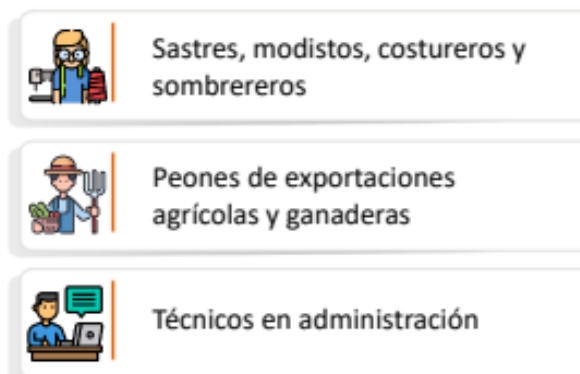 Sastres, modistos, costureros y
sombrereros
Peones de exportaciones
agrícolas y ganaderas
Técnicos en administración